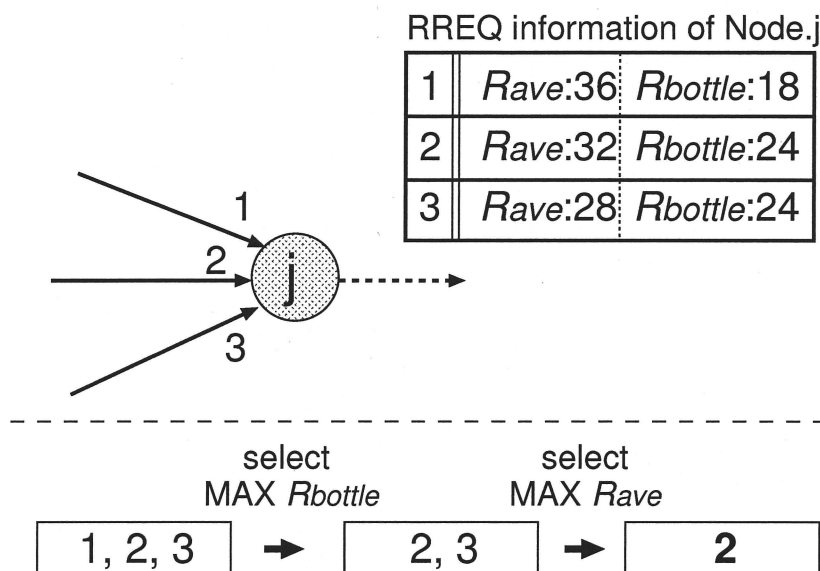 RREQ information of Node.j
1 Rave:36 Rbottle:18
2 Rave:32 Rbottle:24
3 Rave:28 Rbottle:24
1
2
j
3
select
MAX Rbottle
select
MAX Rave
1, 2, 3
2, 3
2